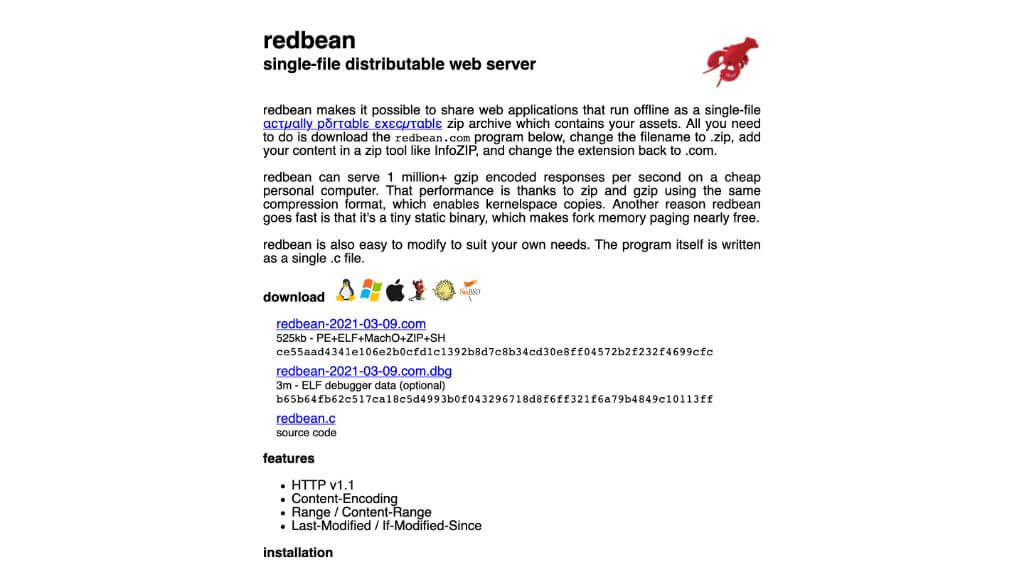 redbean
single-file distributable web server
redbean makes it possible to share web applications that run offline as a single-file
αcτµαlly pδrταblε εxεcµταblε zip archive which contains your assets. All you need
to do is download the redbean.com program below, change the filename to .zip, add
your content in a zip tool like InfoZIP, and change the extension back to .com.
redbean can serve 1 million+ gzip encoded responses per second on a cheap
personal computer. That performance is thanks to zip and gzip using the same
compression format, which enables kernelspace copies. Another reason redbean
goes fast is that it's a tiny static binary, which makes fork memory paging nearly free.
redbean is also easy to modify to suit your own needs. The program itself is written
as a single .c file.
download
NetBSD
redbean-2021-03-09.com
525kb - PE+ELF+MachO+ZIP+SH
ce55aad4341e106e2b0cfd1c1392b8d7c8b34cd30e8ff04572b2f232f4699cfc
redbean-2021-03-09.com.dbg
3m - ELF debugger data (optional)
b65b64fb62c517ca18c5d4993b0f043296718d8f6ff321f6a79b4849c10113ff
redbean.c
source code
features
• HTTP v1.1
• Content-Encoding
• Range / Content-Range
• Last-Modified / If-Modified-Since
installation